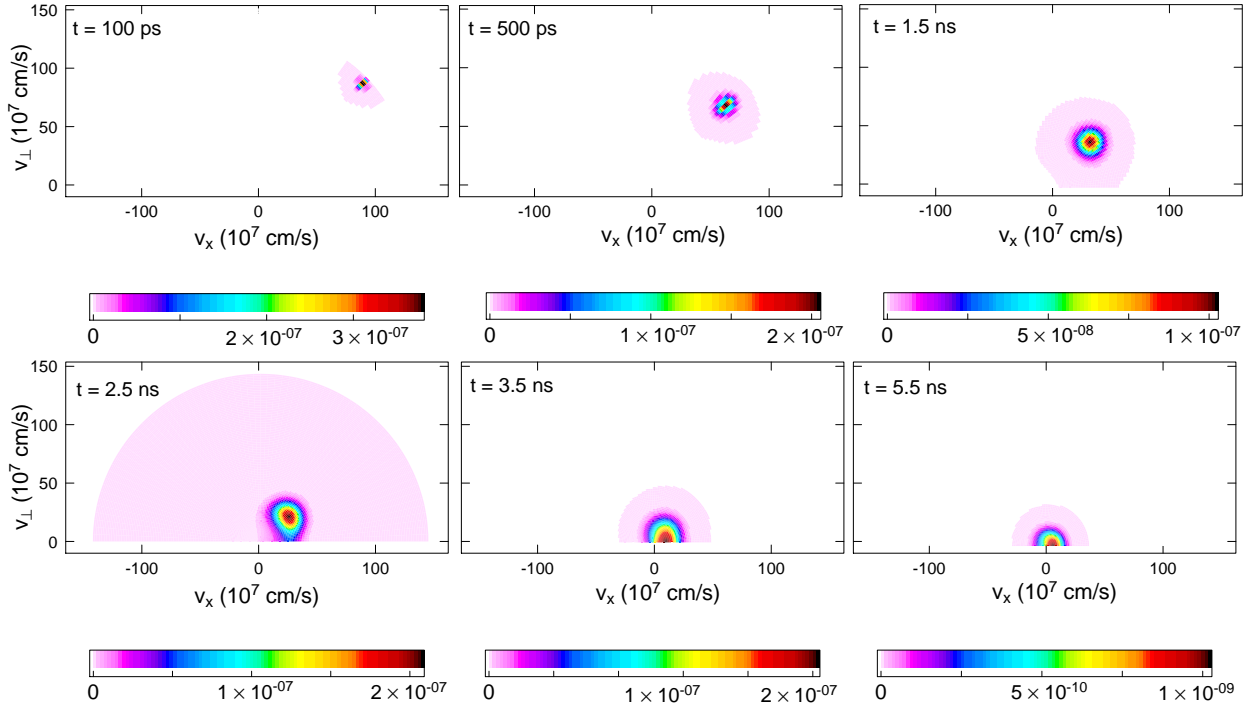 t = 100 ps
t = 500 ps
t = 1.5 ns
150
100
50
0
v⊥ (10⁷ cm/s)
-100 0 100
-100 0 100
-100 0 100
vₓ (10⁷ cm/s)
vₓ (10⁷ cm/s)
vₓ (10⁷ cm/s)
0 2 × 10⁻⁰⁷ 3 × 10⁻⁰⁷
0 1 × 10⁻⁰⁷ 2 × 10⁻⁰⁷
0 5 × 10⁻⁰⁸ 1 × 10⁻⁰⁷
t = 2.5 ns
t = 3.5 ns
t = 5.5 ns
150
100
50
0
v⊥ (10⁷ cm/s)
-100 0 100
-100 0 100
-100 0 100
vₓ (10⁷ cm/s)
vₓ (10⁷ cm/s)
vₓ (10⁷ cm/s)
0 1 × 10⁻⁰⁷ 2 × 10⁻⁰⁷
0 1 × 10⁻⁰⁷ 2 × 10⁻⁰⁷
0 5 × 10⁻¹⁰ 1 × 10⁻⁰⁹